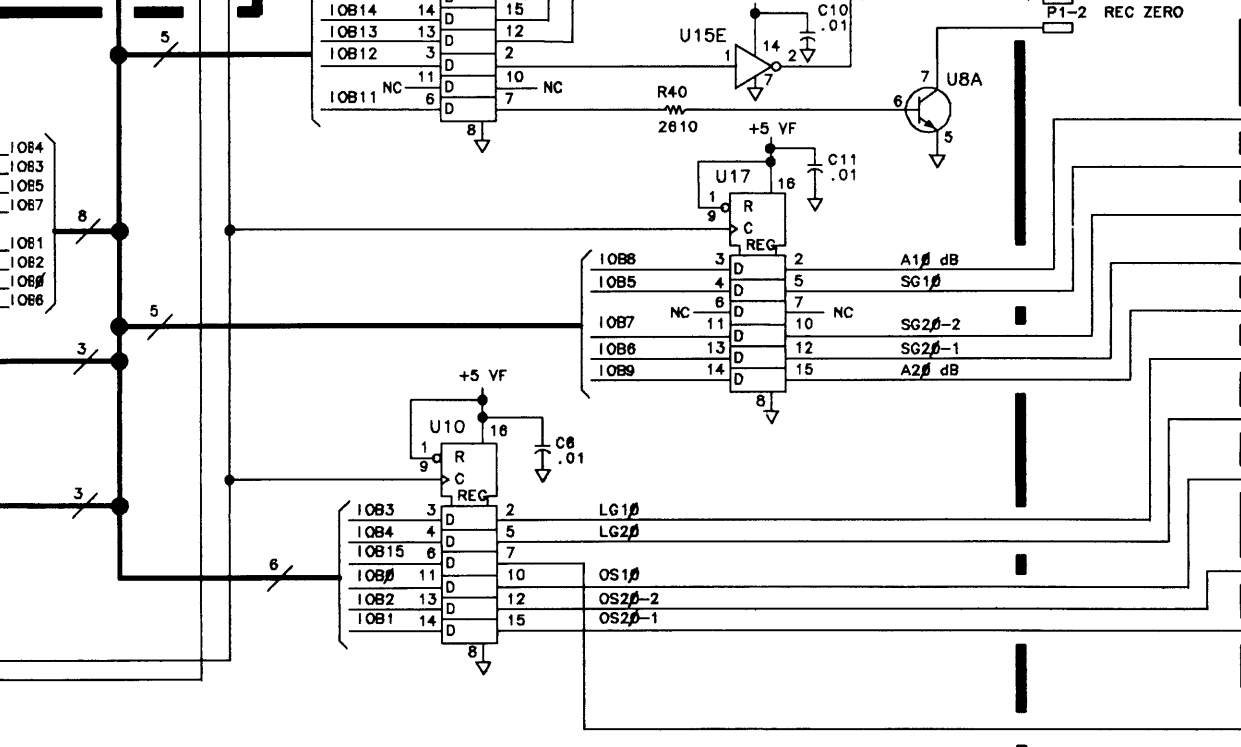 P1-2 REC ZERO
IOB14 14 15
IOB13 13 12
IOB12 3 2
NC 11 10 NC
IOB11 6 7
8
5
U15E
1 14 2
7
C10
.01
R40
2610
7 U8A
6
5
+5 VF
C11
.01
U17
16
1
9
R
C
REG
IOB4
IOB3
IOB5
IOB7
IOB1
IOB2
IOBØ
IOB6
8
5
3
3
6
IOB8 3 D 2 A1Ø dB
IOB5 4 D 5 SG1Ø
NC 6 D 7 NC
IOB7 11 D 10 SG2Ø-2
IOB6 13 D 12 SG2Ø-1
IOB9 14 D 15 A2Ø dB
8
+5 VF
U10
16
C6
.01
1
9
R
C
REG
IOB3 3 D 2 LG1Ø
IOB4 4 D 5 LG2Ø
IOB15 6 D 7
IOBØ 11 D 10 OS1Ø
IOB2 13 D 12 OS2Ø-2
IOB1 14 D 15 OS2Ø-1
8